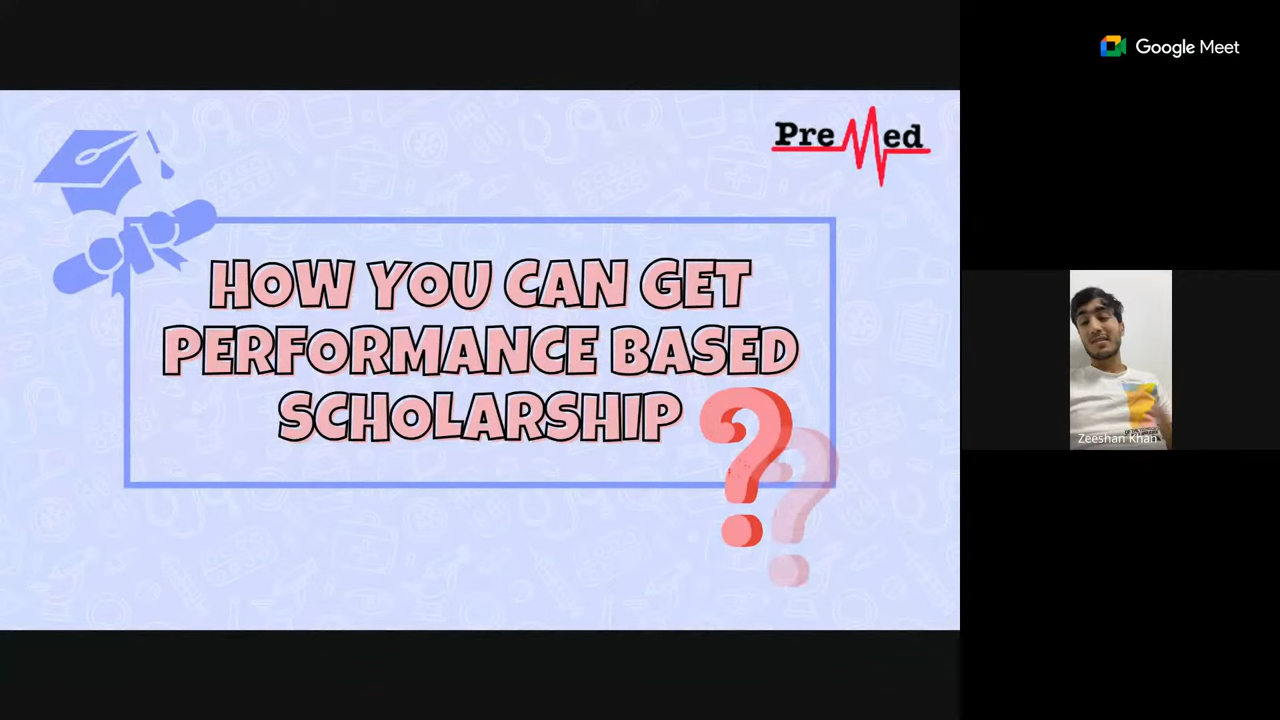 Google Meet
PreMed
HOW YOU CAN GET
PERFORMANCE BASED
SCHOLARSHIP
?
?
Zeeshan Khan